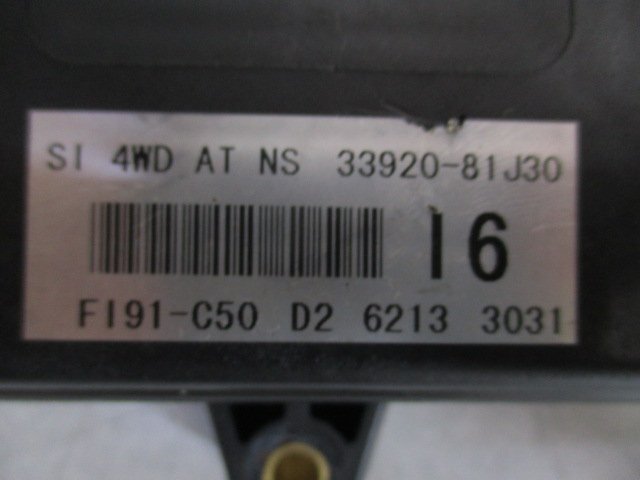 SI 4WD AT NS 33920-81J30
I6
FI91-C50 D2 6213 3031